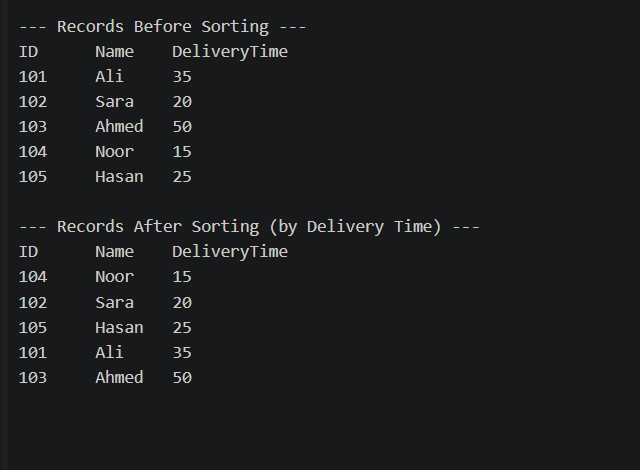 --- Records Before Sorting ---
ID      Name    DeliveryTime
101     Ali     35
102     Sara    20
103     Ahmed   50
104     Noor    15
105     Hasan   25

--- Records After Sorting (by Delivery Time) ---
ID      Name    DeliveryTime
104     Noor    15
102     Sara    20
105     Hasan   25
101     Ali     35
103     Ahmed   50